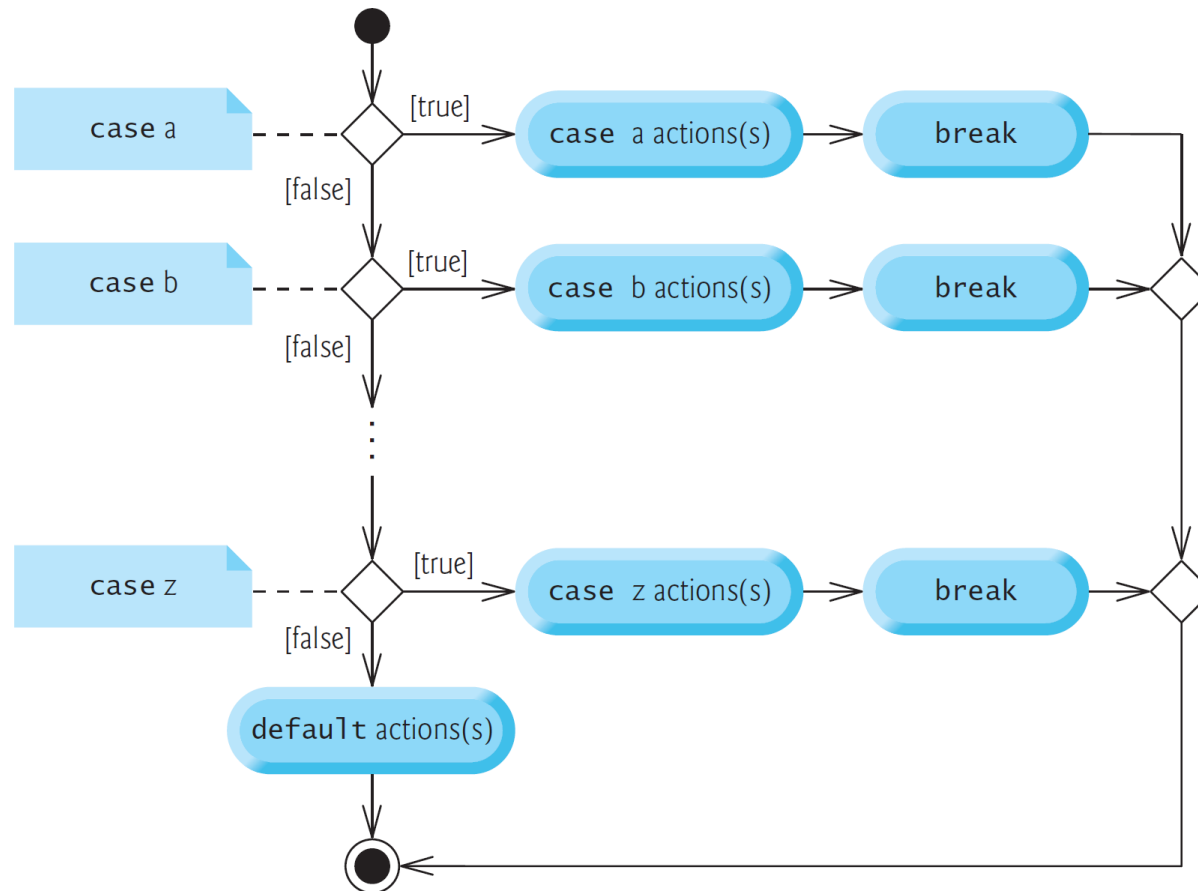 [true]
case a
case a actions(s)
break
[false]
[true]
case b
case b actions(s)
break
[false]
[true]
case z
case z actions(s)
break
[false]
default actions(s)